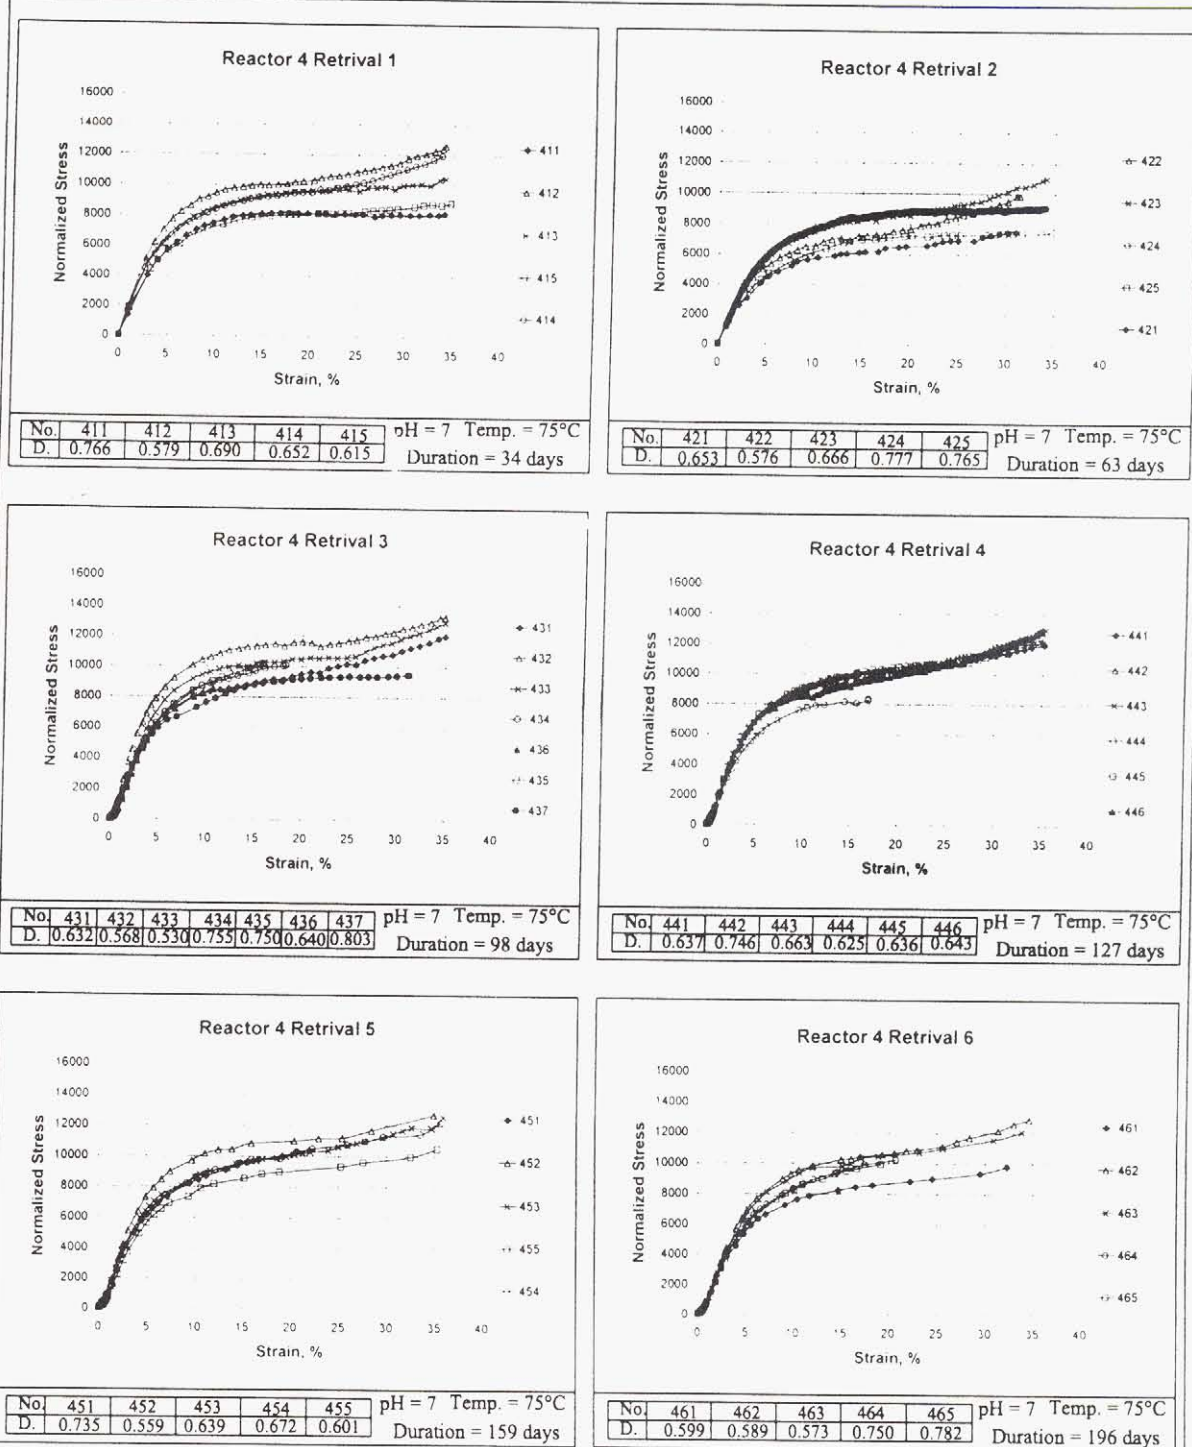 Reactor 4 Retrival 1
Normalized Stress
16000
14000
12000
10000
8000
6000
4000
2000
0
0 5 10 15 20 25 30 35 40
Strain, %
411
412
413
415
414
No. 411 412 413 414 415
D. 0.766 0.579 0.690 0.652 0.615
pH = 7 Temp. = 75°C
Duration = 34 days
Reactor 4 Retrival 2
Normalized Stress
16000
14000
12000
10000
8000
6000
4000
2000
0
0 5 10 15 20 25 30 35 40
Strain, %
422
423
424
425
421
No. 421 422 423 424 425
D. 0.653 0.576 0.666 0.777 0.765
pH = 7 Temp. = 75°C
Duration = 63 days
Reactor 4 Retrival 3
Normalized Stress
16000
14000
12000
10000
8000
6000
4000
2000
0
0 5 10 15 20 25 30 35 40
Strain, %
431
432
433
434
436
435
437
No. 431 432 433 434 435 436 437
D. 0.632 0.568 0.530 0.755 0.750 0.640 0.803
pH = 7 Temp. = 75°C
Duration = 98 days
Reactor 4 Retrival 4
Normalized Stress
16000
14000
12000
10000
8000
6000
4000
2000
0
0 5 10 15 20 25 30 35 40
Strain, %
441
442
443
444
445
446
No. 441 442 443 444 445 446
D. 0.637 0.746 0.663 0.625 0.636 0.643
pH = 7 Temp. = 75°C
Duration = 127 days
Reactor 4 Retrival 5
Normalized Stress
16000
14000
12000
10000
8000
6000
4000
2000
0
0 5 10 15 20 25 30 35 40
Strain, %
451
452
453
455
454
No. 451 452 453 454 455
D. 0.735 0.559 0.639 0.672 0.601
pH = 7 Temp. = 75°C
Duration = 159 days
Reactor 4 Retrival 6
Normalized Stress
16000
14000
12000
10000
8000
6000
4000
2000
0
0 5 10 15 20 25 30 35 40
Strain, %
461
462
463
464
465
No. 461 462 463 464 465
D. 0.599 0.589 0.573 0.750 0.782
pH = 7 Temp. = 75°C
Duration = 196 days